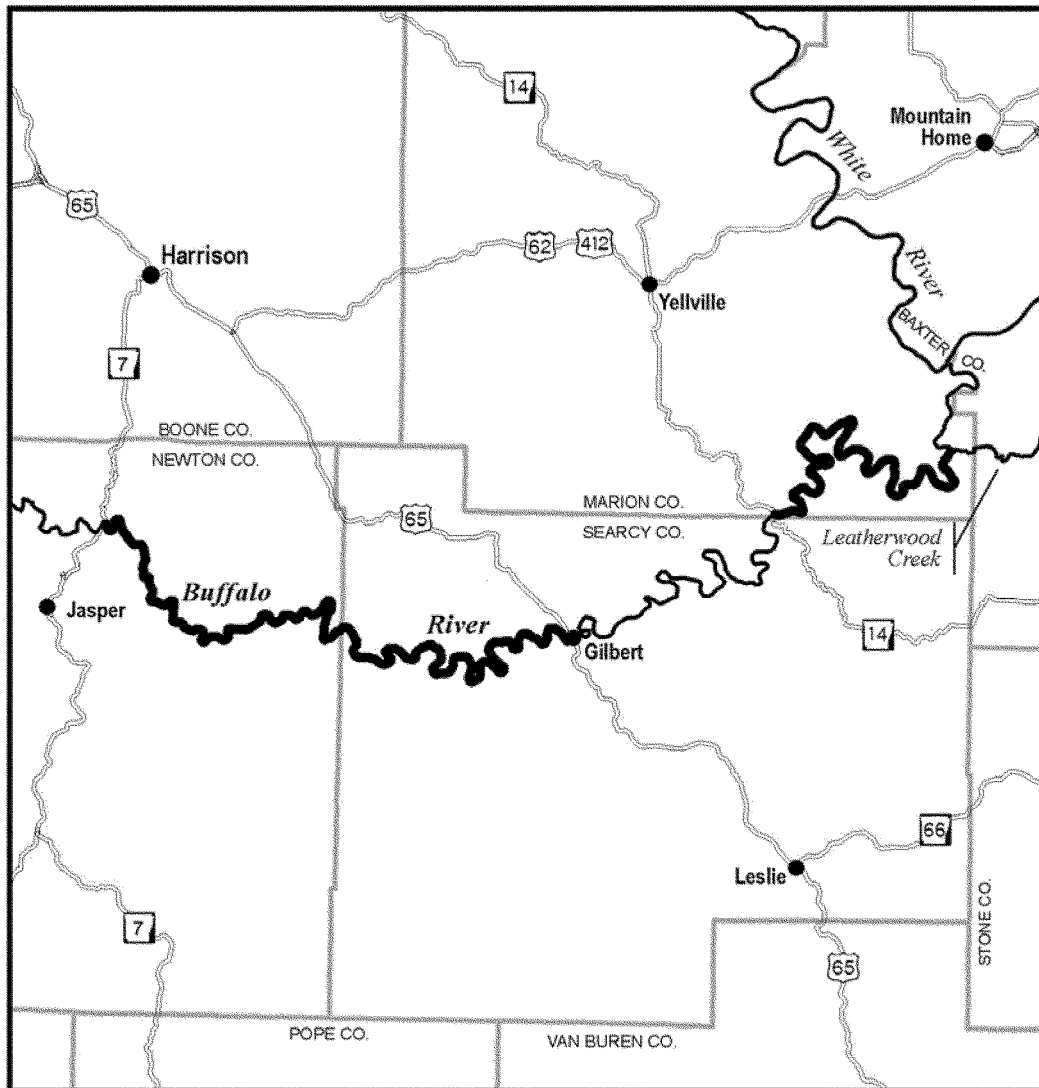 14
Mountain
Home
White
65
Harrison
62
412
River
Yellville
BAXTER CO.
7
BOONE CO.
NEWTON CO.
65
MARION CO.
SEARCY CO.
Leatherwood
Creek
Buffalo
Jasper
River
Gilbert
14
66
Leslie
7
STONE CO.
65
POPE CO.
VAN BUREN CO.